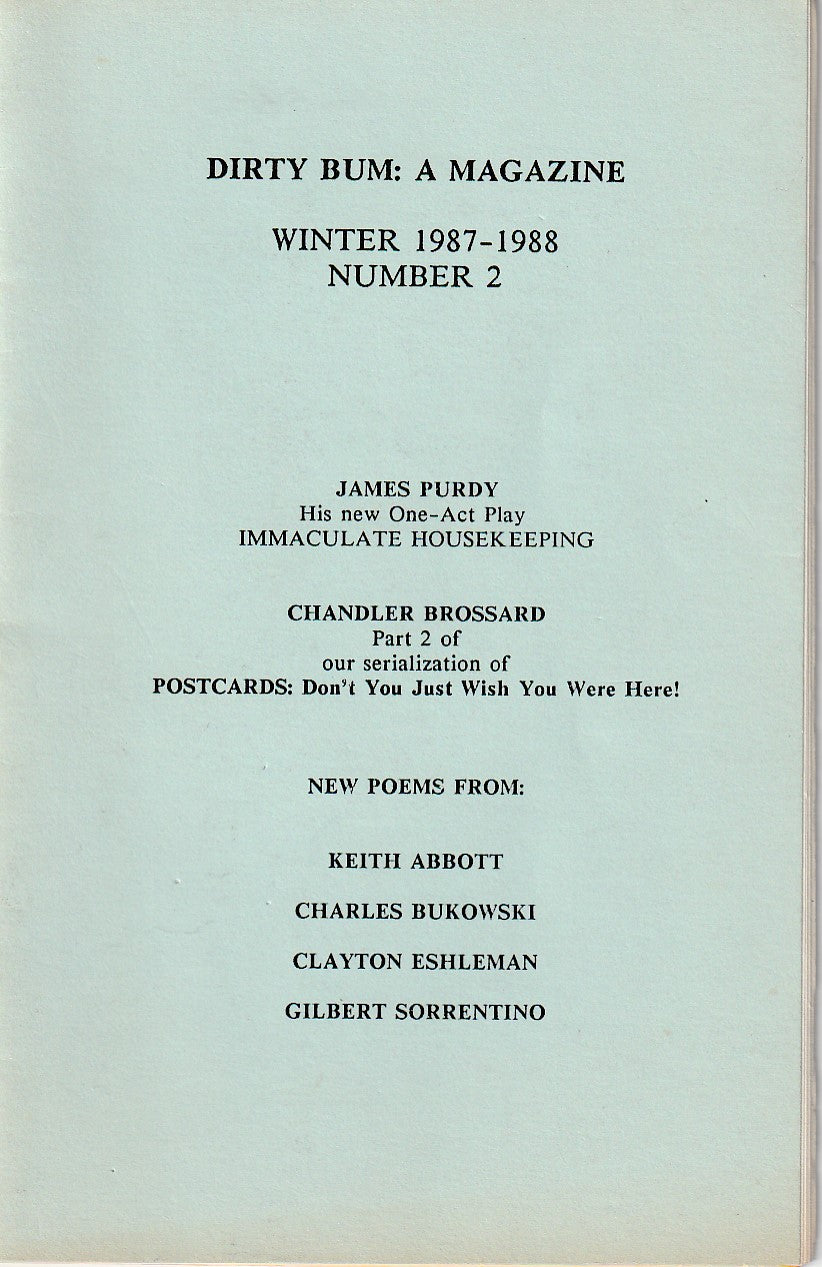 DIRTY BUM: A MAGAZINE
WINTER 1987-1988
NUMBER 2
JAMES PURDY
His new One-Act Play
IMMACULATE HOUSEKEEPING
CHANDLER BROSSARD
Part 2 of
our serialization of
POSTCARDS: Don't You Just Wish You Were Here!
NEW POEMS FROM:
KEITH ABBOTT
CHARLES BUKOWSKI
CLAYTON ESHLEMAN
GILBERT SORRENTINO